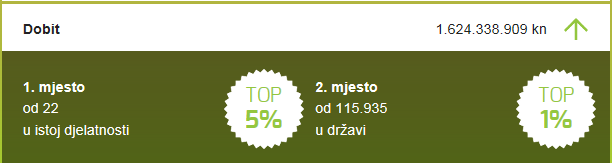 Dobit 1.624.338.909 kn
1. mjesto
od 22
u istoj djelatnosti
TOP
5%
2. mjesto
od 115.935
u državi
TOP
1%